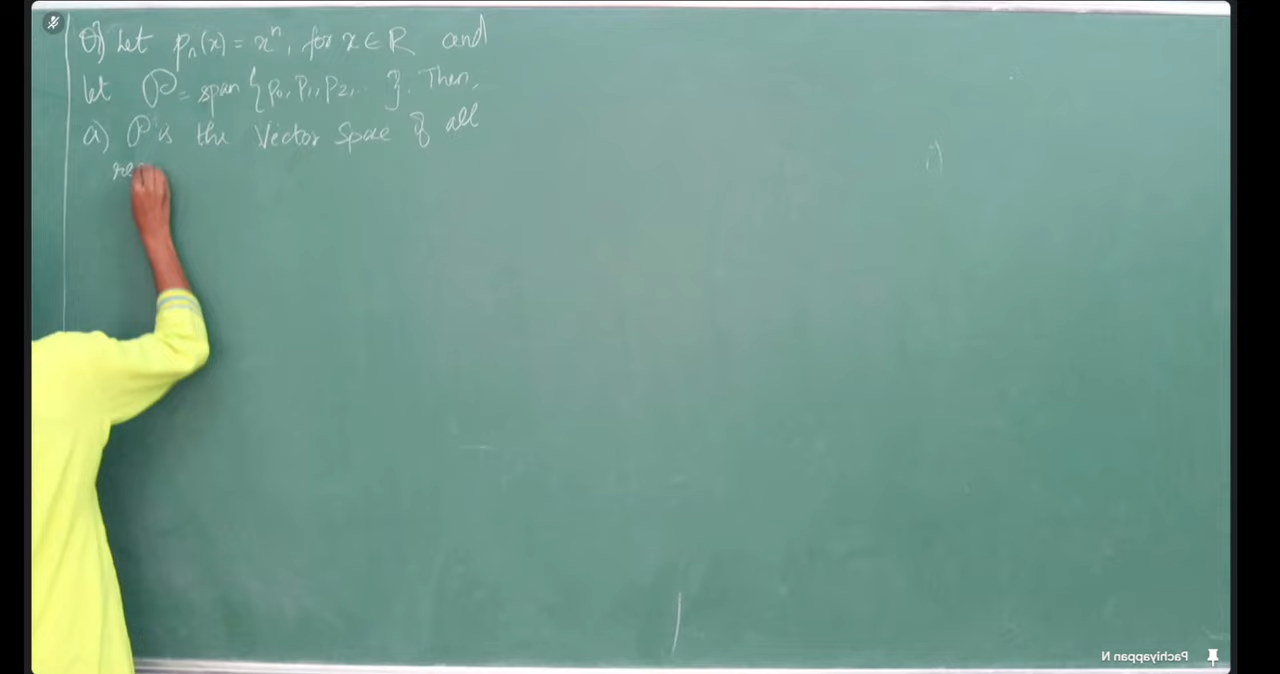 Q) Let pₙ(x) = xⁿ, for x ∈ R and
let 𝒫 = span { p₀, p₁, p₂, .. }. Then,
a) 𝒫 is the Vector Space of all
re
i)
Pachiyappan N